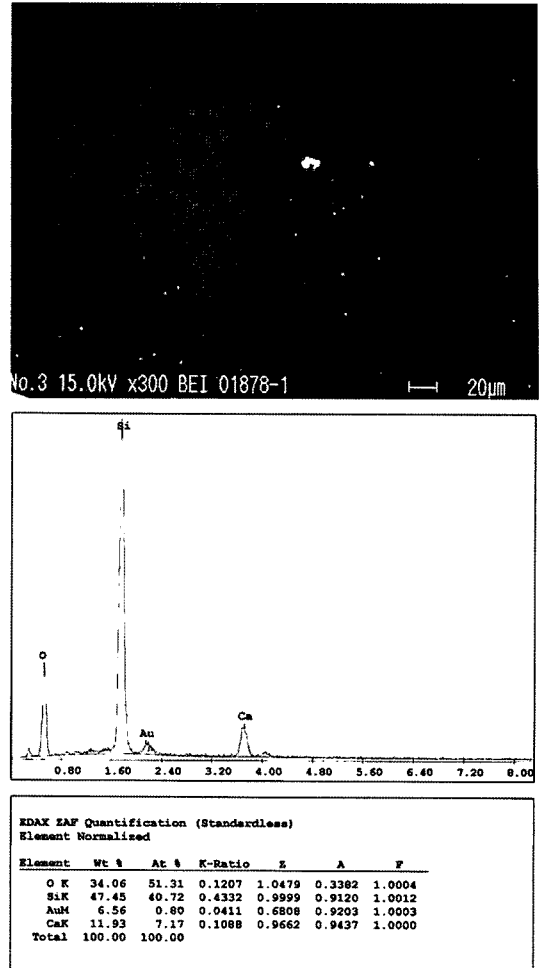 No.3 15.0kV x300 BEI 01878-1 20µm
Si
O
Au
Ca
0.80 1.60 2.40 3.20 4.00 4.80 5.60 6.40 7.20 8.00
EDAX ZAF Quantification (Standardless)
Element Normalized
Element Wt % At % K-Ratio Z A F
O K 34.06 51.31 0.1207 1.0479 0.3382 1.0004
SiK 47.45 40.72 0.4332 0.9999 0.9120 1.0012
AuM 6.56 0.80 0.0411 0.6808 0.9203 1.0003
CaK 11.93 7.17 0.1088 0.9662 0.9437 1.0000
Total 100.00 100.00